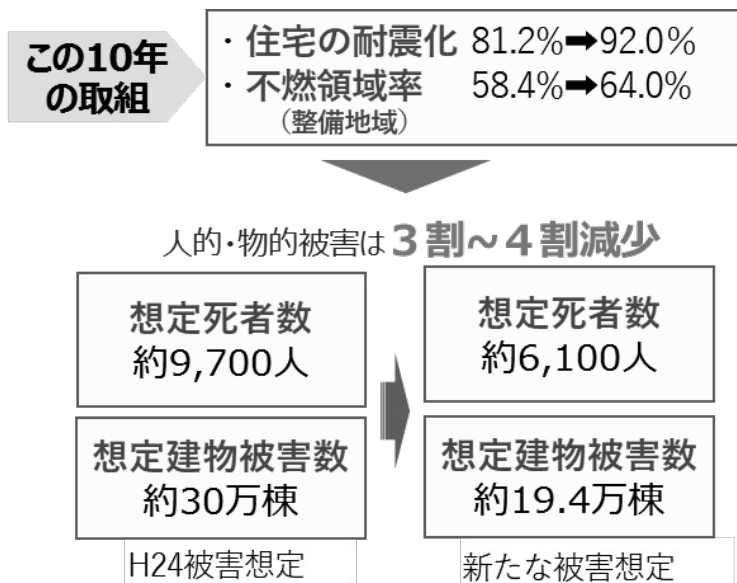 この10年
の取組
・住宅の耐震化 81.2%➡92.0%
・不燃領域率 58.4%➡64.0%
(整備地域)
人的・物的被害は3割~4割減少
想定死者数
約9,700人
想定建物被害数
約30万棟
H24被害想定
想定死者数
約6,100人
想定建物被害数
約19.4万棟
新たな被害想定